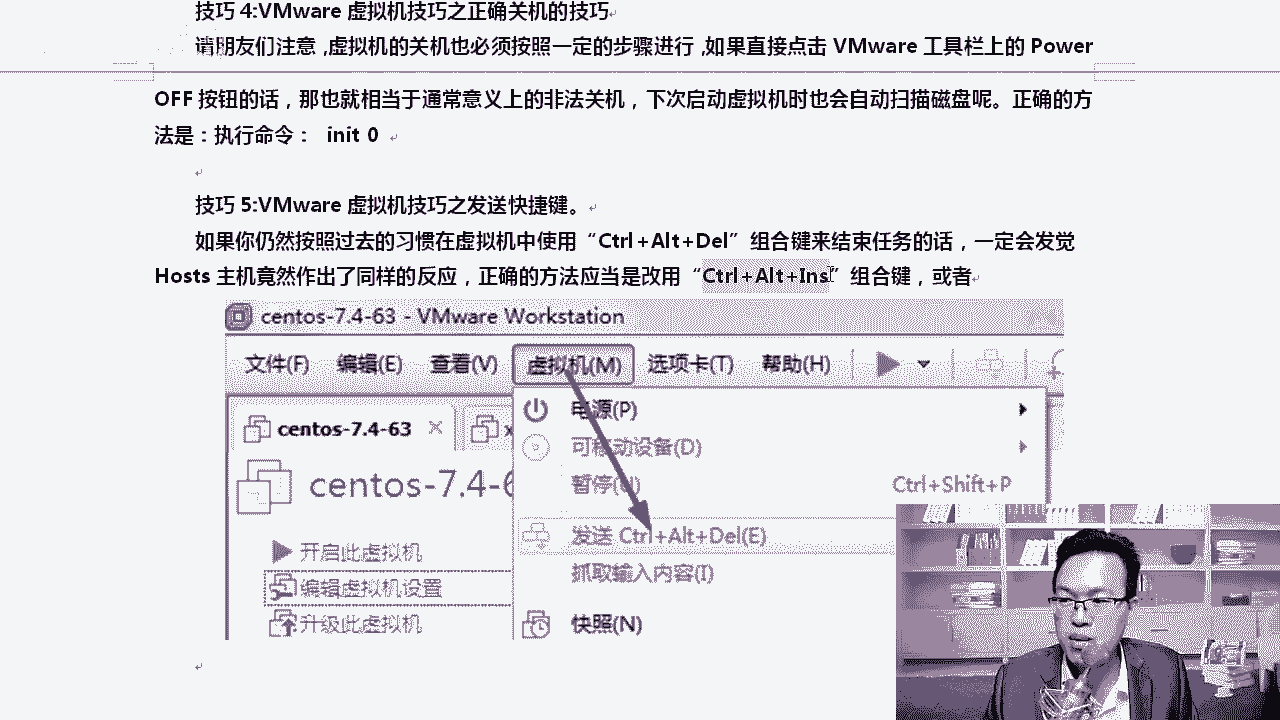 技巧 4:VMware 虚拟机技巧之正确关机的技巧
请朋友们注意 ,虚拟机的关机也必须按照一定的步骤进行 ,如果直接点击 VMware 工具栏上的 Power
OFF 按钮的话，那也就相当于通常意义上的非法关机，下次启动虚拟机时也会自动扫描磁盘呢。正确的方
法是：执行命令： init 0
技巧 5:VMware 虚拟机技巧之发送快捷键。
如果你仍然按照过去的习惯在虚拟机中使用“Ctrl+Alt+Del”组合键来结束任务的话，一定会发觉
Hosts 主机竟然作出了同样的反应，正确的方法应当是改用“Ctrl+Alt+Ins”组合键，或者
centos-7.4-63 - VMware Workstation
文件(F) 编辑(E) 查看(V) 虚拟机(M) 选项卡(T) 帮助(H)
centos-7.4-63 × x
电源(P)
可移动设备(D)
暂停(U) Ctrl+Shift+P
centos-7.4-6
发送 Ctrl+Alt+Del(E)
开启此虚拟机
抓取输入内容(I)
编辑虚拟机设置
升级此虚拟机
快照(N)